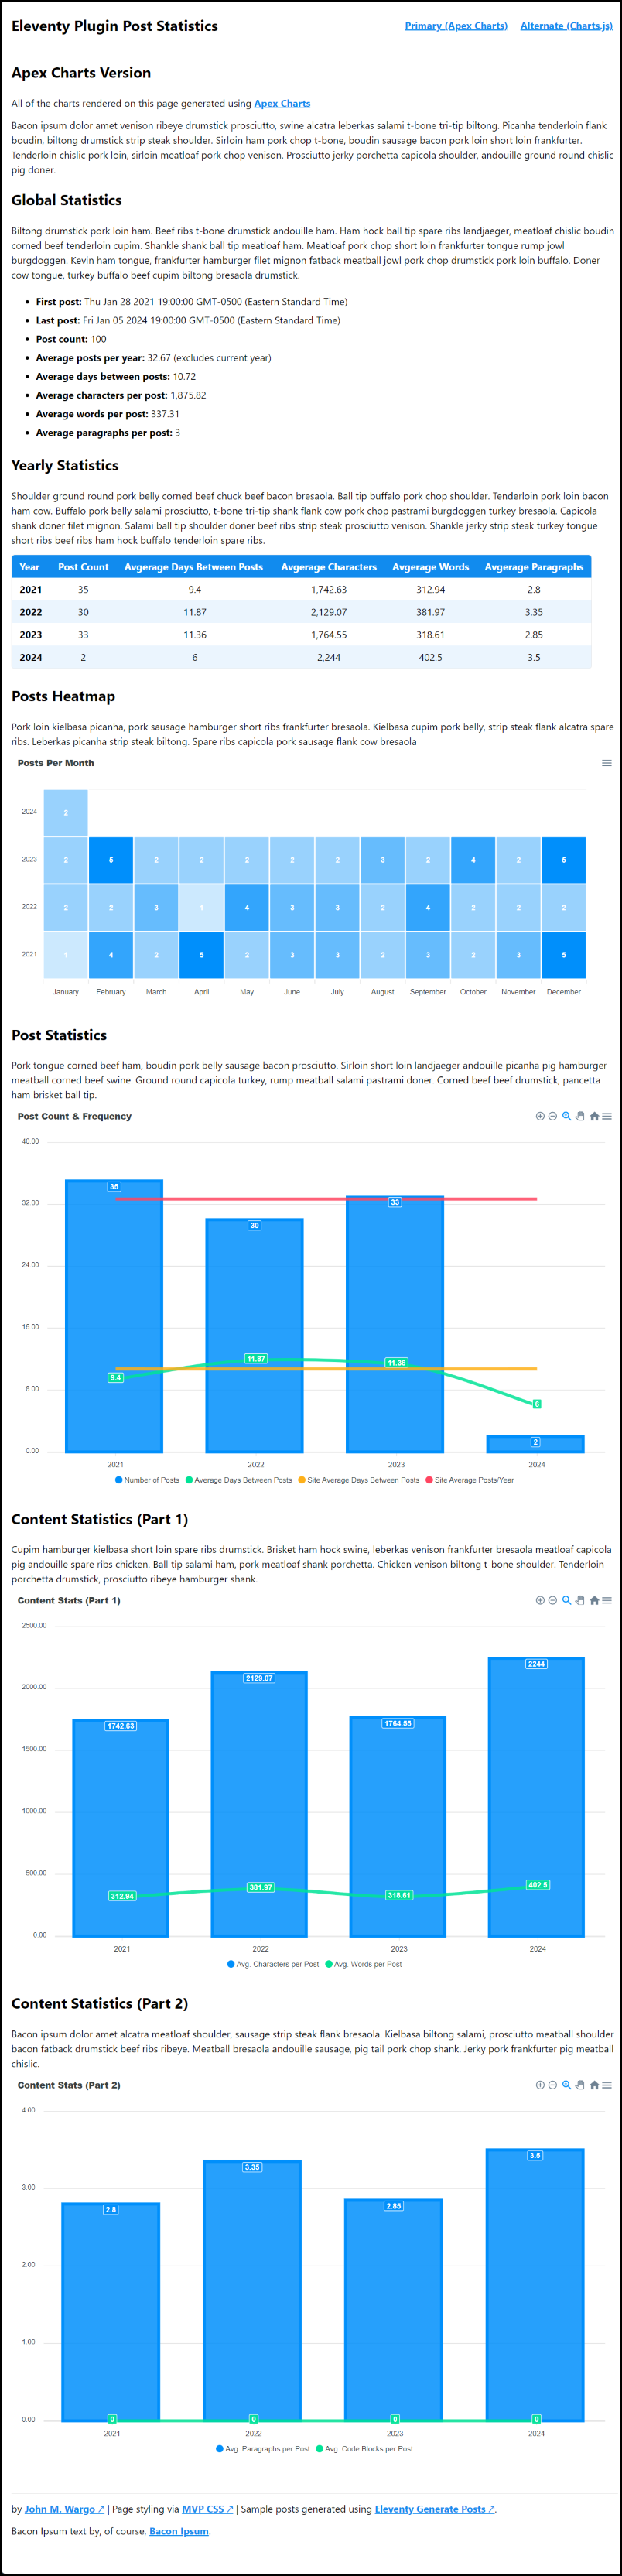 Eleventy Plugin Post Statistics
Primary (Apex Charts) Alternate (Charts.js)
Apex Charts Version
All of the charts rendered on this page generated using Apex Charts
Bacon ipsum dolor amet venison ribeye drumstick prosciutto, swine alcatra leberkas salami t-bone tri-tip biltong. Picanha tenderloin flank
boudin, biltong drumstick strip steak shoulder. Sirloin ham pork chop t-bone, boudin sausage bacon pork loin short loin frankfurter.
Tenderloin chislic pork loin, sirloin meatloaf pork chop venison. Prosciutto jerky porchetta capicola shoulder, andouille ground round chislic
pig doner.
Global Statistics
Biltong drumstick pork loin ham. Beef ribs t-bone drumstick andouille ham. Ham hock ball tip spare ribs landjaeger, meatloaf chislic boudin
corned beef tenderloin cupim. Shankle shank ball tip meatloaf ham. Meatloaf pork chop short loin frankfurter tongue rump jowl
burgdoggen. Kevin ham tongue, frankfurter hamburger filet mignon fatback meatball jowl pork chop drumstick pork loin buffalo. Doner
cow tongue, turkey buffalo beef cupim biltong bresaola drumstick.
• First post: Thu Jan 28 2021 19:00:00 GMT-0500 (Eastern Standard Time)
• Last post: Fri Jan 05 2024 19:00:00 GMT-0500 (Eastern Standard Time)
• Post count: 100
• Average posts per year: 32.67 (excludes current year)
• Average days between posts: 10.72
• Average characters per post: 1,875.82
• Average words per post: 337.31
• Average paragraphs per post: 3
Yearly Statistics
Shoulder ground round pork belly corned beef chuck beef bacon bresaola. Ball tip buffalo pork chop shoulder. Tenderloin pork loin bacon
ham cow. Buffalo pork belly salami prosciutto, t-bone tri-tip shank flank cow pork chop pastrami burgdoggen turkey bresaola. Capicola
shank doner filet mignon. Salami ball tip shoulder doner beef ribs strip steak prosciutto venison. Shankle jerky strip steak turkey tongue
short ribs beef ribs ham hock buffalo tenderloin spare ribs.
Year Post Count Avgerage Days Between Posts Avgerage Characters Avgerage Words Avgerage Paragraphs
2021 35 9.4 1,742.63 312.94 2.8
2022 30 11.87 2,129.07 381.97 3.35
2023 33 11.36 1,764.55 318.61 2.85
2024 2 6 2,244 402.5 3.5
Posts Heatmap
Pork loin kielbasa picanha, pork sausage hamburger short ribs frankfurter bresaola. Kielbasa cupim pork belly, strip steak flank alcatra spare
ribs. Leberkas picanha strip steak biltong. Spare ribs capicola pork sausage flank cow bresaola
Posts Per Month
2024 2
2023 2 5 2 2 2 2 2 3 2 4 2 5
2022 2 2 3 1 4 3 3 2 4 2 2 2
2021 1 4 2 5 2 3 3 2 3 2 3 5
January February March April May June July August September October November December
Post Statistics
Pork tongue corned beef ham, boudin pork belly sausage bacon prosciutto. Sirloin short loin landjaeger andouille picanha pig hamburger
meatball corned beef swine. Ground round capicola turkey, rump meatball salami pastrami doner. Corned beef beef drumstick, pancetta
ham brisket ball tip.
Post Count & Frequency
40.00
35
32.00 33
30
24.00
16.00
11.87 11.36
9.4
8.00
6
2
0.00
2021 2022 2023 2024
Number of Posts Average Days Between Posts Site Average Days Between Posts Site Average Posts/Year
Content Statistics (Part 1)
Cupim hamburger kielbasa short loin spare ribs drumstick. Brisket ham hock swine, leberkas venison frankfurter bresaola meatloaf capicola
pig andouille spare ribs chicken. Ball tip salami ham, pork meatloaf shank porchetta. Chicken venison biltong t-bone shoulder. Tenderloin
porchetta drumstick, prosciutto ribeye hamburger shank.
Content Stats (Part 1)
2500.00
2244
2129.07
2000.00
1742.63 1764.55
1500.00
1000.00
500.00
312.94 381.97 318.61 402.5
0.00
2021 2022 2023 2024
Avg. Characters per Post Avg. Words per Post
Content Statistics (Part 2)
Bacon ipsum dolor amet alcatra meatloaf shoulder, sausage strip steak flank bresaola. Kielbasa biltong salami, prosciutto meatball shoulder
bacon fatback drumstick beef ribs ribeye. Meatball bresaola andouille sausage, pig tail pork chop shank. Jerky pork frankfurter pig meatball
chislic.
Content Stats (Part 2)
4.00
3.5
3.35
3.00
2.8 2.85
2.00
1.00
0.00 0 0 0 0
2021 2022 2023 2024
Avg. Paragraphs per Post Avg. Code Blocks per Post
by John M. Wargo ↗ | Page styling via MVP CSS ↗ | Sample posts generated using Eleventy Generate Posts ↗.
Bacon Ipsum text by, of course, Bacon Ipsum.